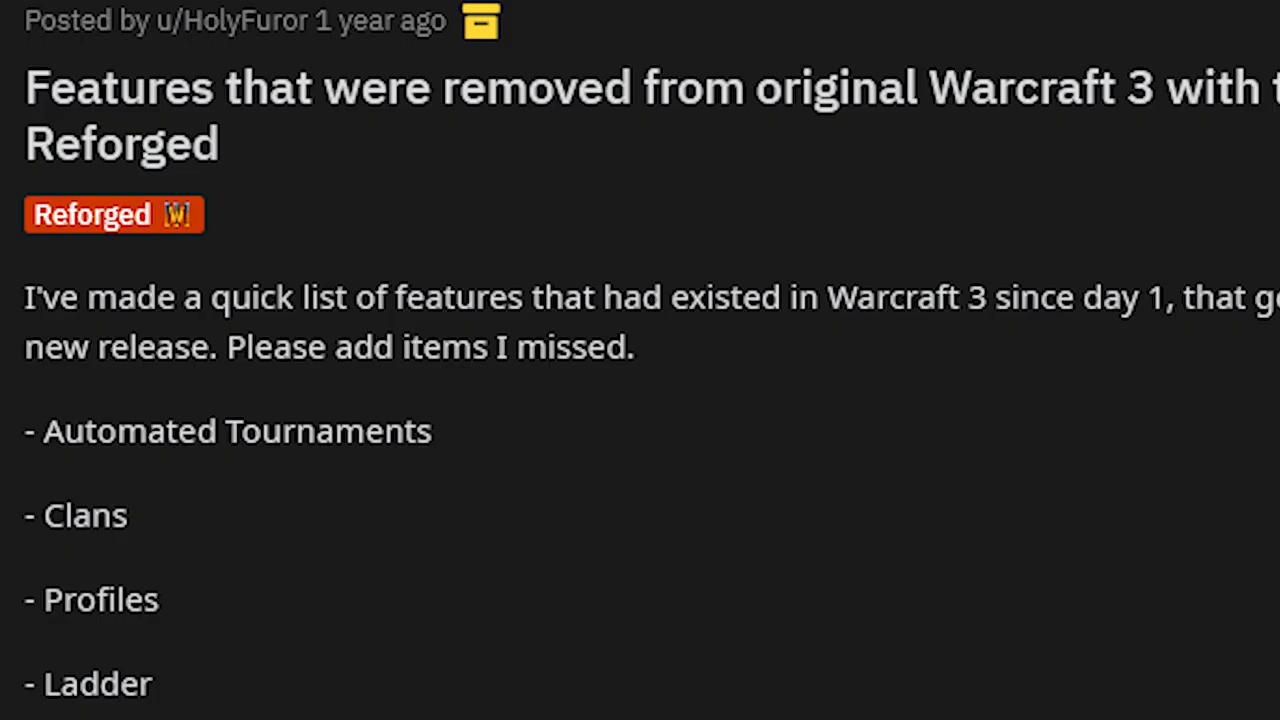 Posted by u/HolyFuror 1 year ago
Features that were removed from original Warcraft 3 with
Reforged
Reforged
I've made a quick list of features that had existed in Warcraft 3 since day 1, that
new release. Please add items I missed.
- Automated Tournaments
- Clans
- Profiles
- Ladder